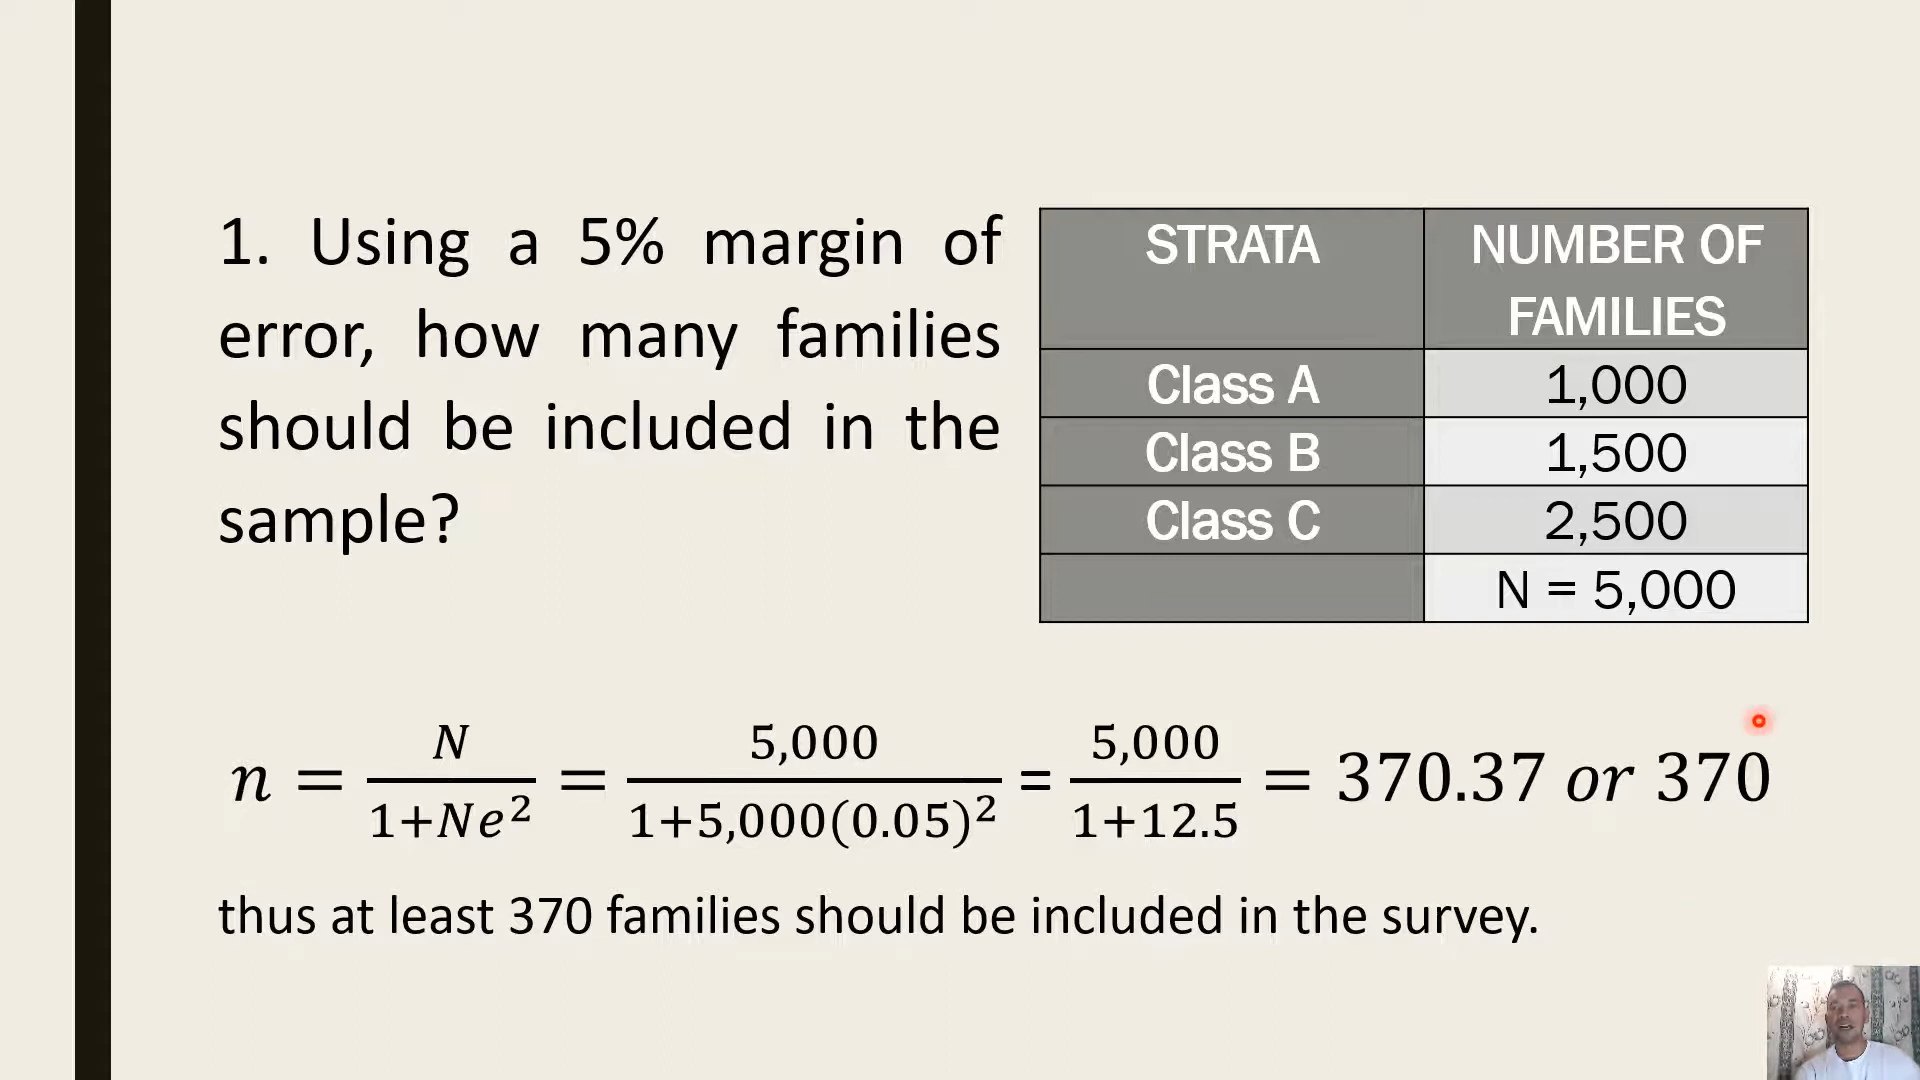 1. Using a 5% margin of
error, how many families
should be included in the
sample?
STRATA NUMBER OF
FAMILIES
Class A 1,000
Class B 1,500
Class C 2,500
N = 5,000
n = N/1+Ne² = 5,000/1+5,000(0.05)² = 5,000/1+12.5 = 370.37 or 370
thus at least 370 families should be included in the survey.